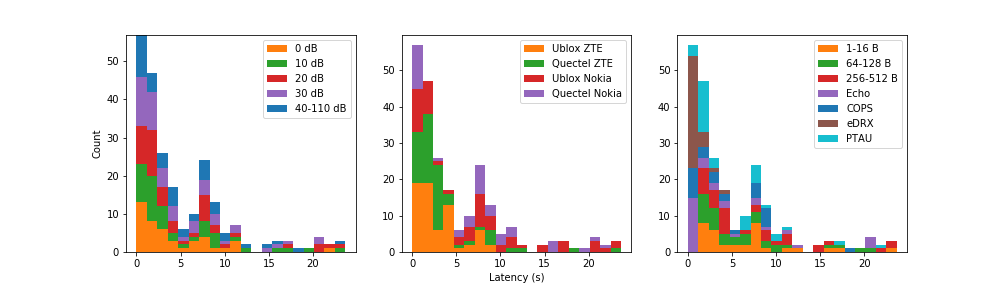 Count
50
40
30
20
10
0
0 5 10 15 20
0 dB
10 dB
20 dB
30 dB
40-110 dB
50
40
30
20
10
0
0 5 10 15 20
Latency (s)
Ublox ZTE
Quectel ZTE
Ublox Nokia
Quectel Nokia
50
40
30
20
10
0
0 5 10 15 20
1-16 B
64-128 B
256-512 B
Echo
COPS
eDRX
PTAU